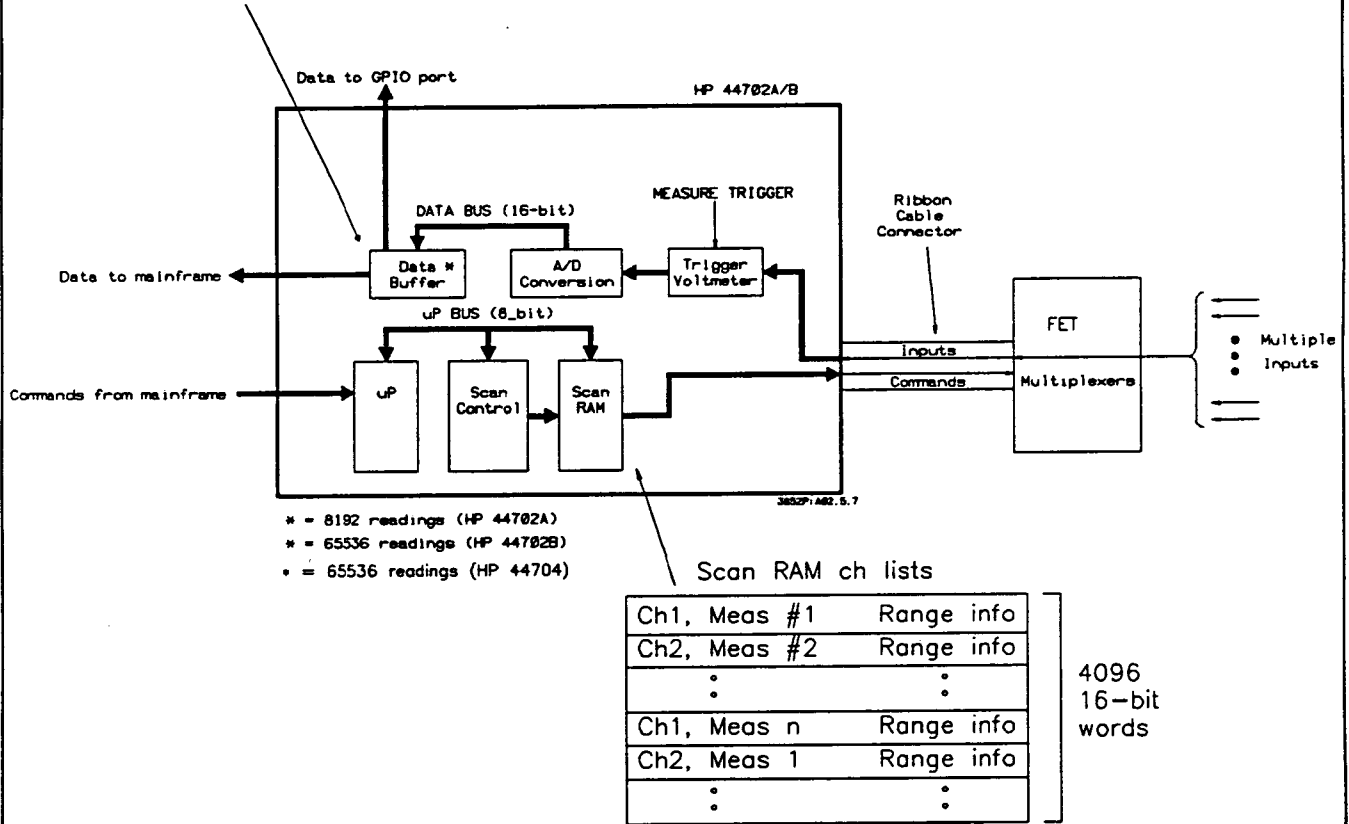 Data to GPIO port
HP 44702A/B
MEASURE TRIGGER
DATA BUS (16-bit)
Ribbon
Cable
Connector
Data to mainframe
Data *
Buffer
A/D
Conversion
Trigger
Voltmeter
uP BUS (8_bit)
FET
Multiplexers
Inputs
Commands
Multiple
Inputs
Commands from mainframe
uP
Scan
Control
Scan
RAM
3852P:A02.5.7
* = 8192 readings (HP 44702A)
* = 65536 readings (HP 44702B)
* = 65536 readings (HP 44704)
Scan RAM ch lists
Ch1, Meas #1 Range info
Ch2, Meas #2 Range info
Ch1, Meas n Range info
Ch2, Meas 1 Range info
4096
16-bit
words